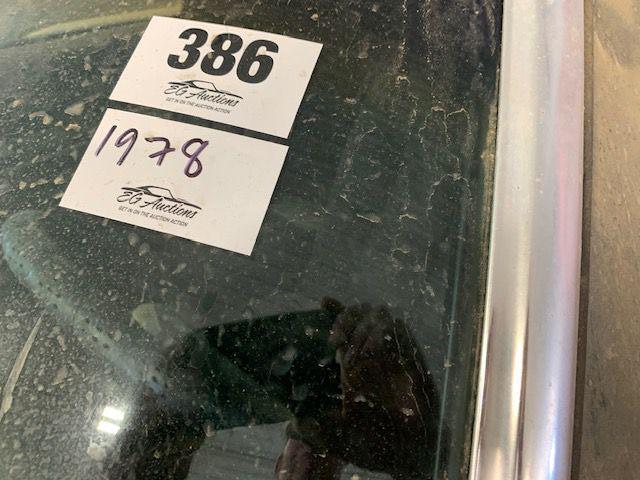 386
EG Auctions
GET IN ON THE AUCTION ACTION
1978
EG Auctions
GET IN ON THE AUCTION ACTION